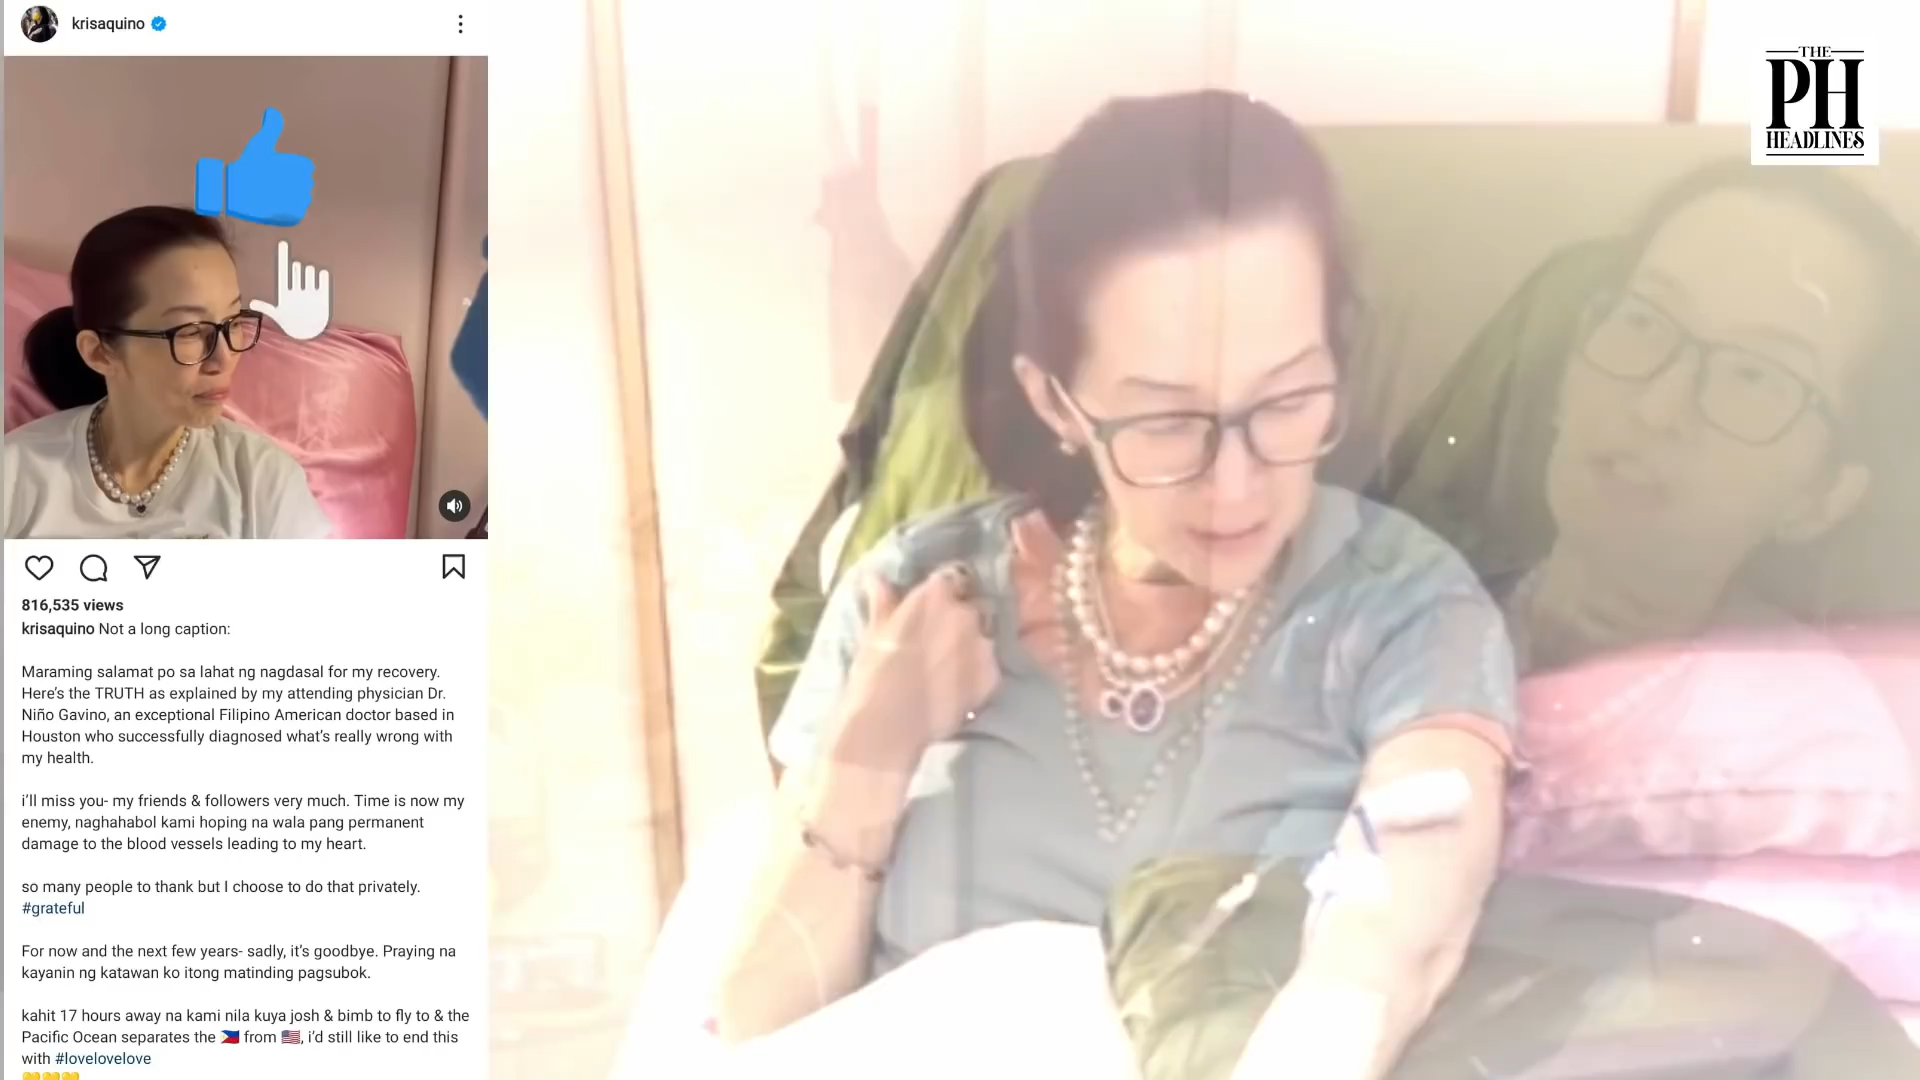 krisaquino
THE
PH
HEADLINES
816,535 views
krisaquino Not a long caption:
Maraming salamat po sa lahat ng nagdasal for my recovery.
Here's the TRUTH as explained by my attending physician Dr.
Niño Gavino, an exceptional Filipino American doctor based in
Houston who successfully diagnosed what's really wrong with
my health.
i'll miss you- my friends & followers very much. Time is now my
enemy, naghahabol kami hoping na wala pang permanent
damage to the blood vessels leading to my heart.
so many people to thank but I choose to do that privately.
#grateful
For now and the next few years- sadly, it's goodbye. Praying na
kayanin ng katawan ko itong matinding pagsubok.
kahit 17 hours away na kami nila kuya josh & bimb to fly to & the
Pacific Ocean separates the 🇵🇭 from 🇺🇸, i'd still like to end this
with #lovelovelove
💛💛💛